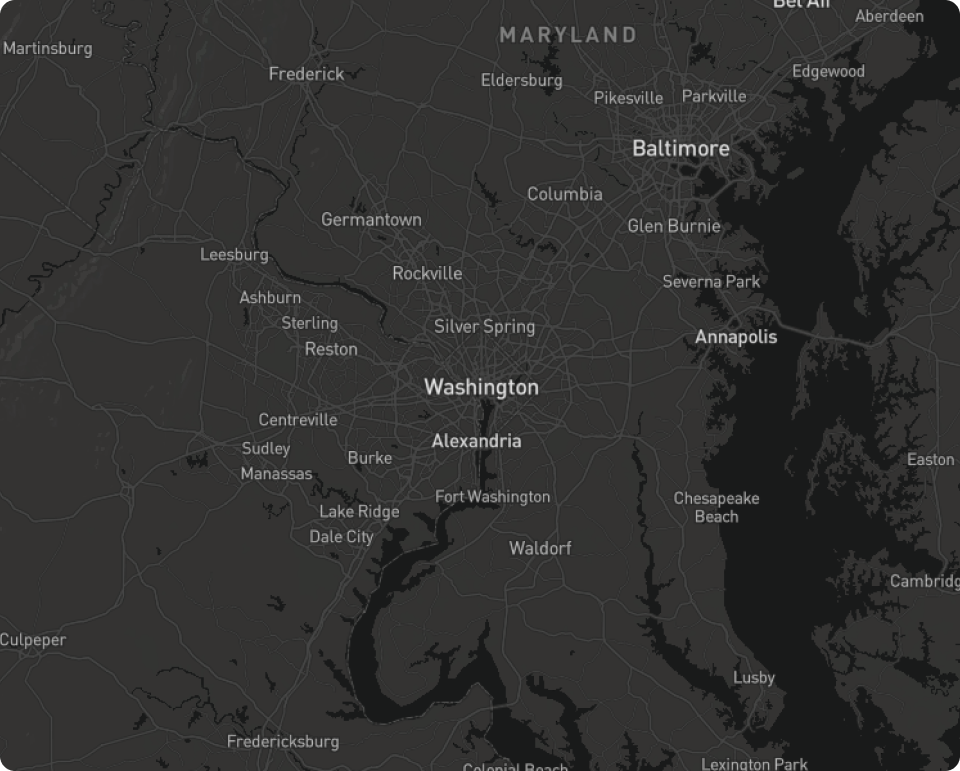 Bel Air
Aberdeen
MARYLAND
Martinsburg
Frederick
Eldersburg
Edgewood
Pikesville
Parkville
Baltimore
Columbia
Germantown
Glen Burnie
Leesburg
Rockville
Severna Park
Ashburn
Sterling
Silver Spring
Annapolis
Reston
Washington
Centreville
Alexandria
Sudley
Burke
Easton
Manassas
Fort Washington
Chesapeake
Beach
Lake Ridge
Dale City
Waldorf
Cambridg
Culpeper
Lusby
Fredericksburg
Colonial Beach
Lexington Park